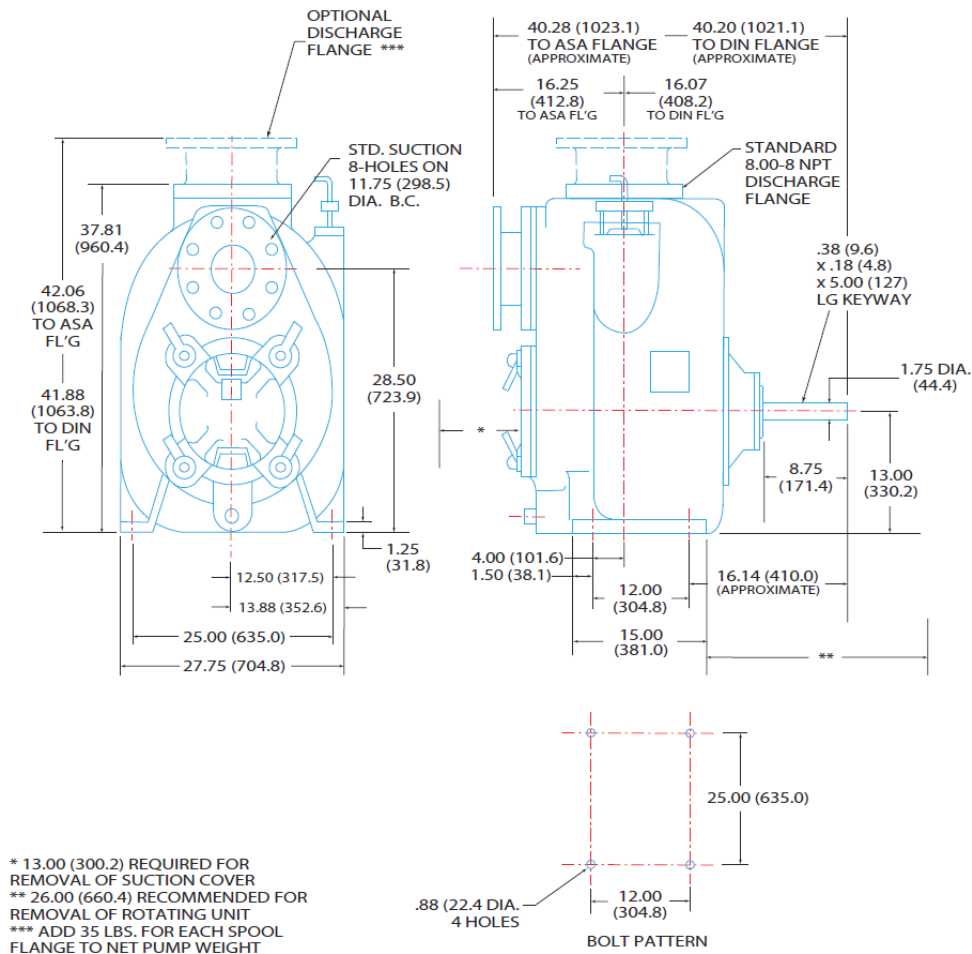 OPTIONAL
DISCHARGE
FLANGE ***
STD. SUCTION
8-HOLES ON
11.75 (298.5)
DIA. B.C.
37.81
(960.4)
42.06
(1068.3)
TO ASA
FL'G
41.88
(1063.8)
TO DIN
FL'G
28.50
(723.9)
1.25
(31.8)
12.50 (317.5)
13.88 (352.6)
25.00 (635.0)
27.75 (704.8)
40.28 (1023.1)
TO ASA FLANGE
(APPROXIMATE)
40.20 (1021.1)
TO DIN FLANGE
(APPROXIMATE)
16.25
(412.8)
TO ASA FL'G
16.07
(408.2)
TO DIN FL'G
STANDARD
8.00-8 NPT
DISCHARGE
FLANGE
.38 (9.6)
x .18 (4.8)
x 5.00 (127)
LG KEYWAY
1.75 DIA.
(44.4)
*
8.75
(171.4)
13.00
(330.2)
4.00 (101.6)
1.50 (38.1)
12.00
(304.8)
16.14 (410.0)
(APPROXIMATE)
15.00
(381.0)
**
25.00 (635.0)
.88 (22.4 DIA.
4 HOLES
12.00
(304.8)
BOLT PATTERN
* 13.00 (300.2) REQUIRED FOR
REMOVAL OF SUCTION COVER
** 26.00 (660.4) RECOMMENDED FOR
REMOVAL OF ROTATING UNIT
*** ADD 35 LBS. FOR EACH SPOOL
FLANGE TO NET PUMP WEIGHT